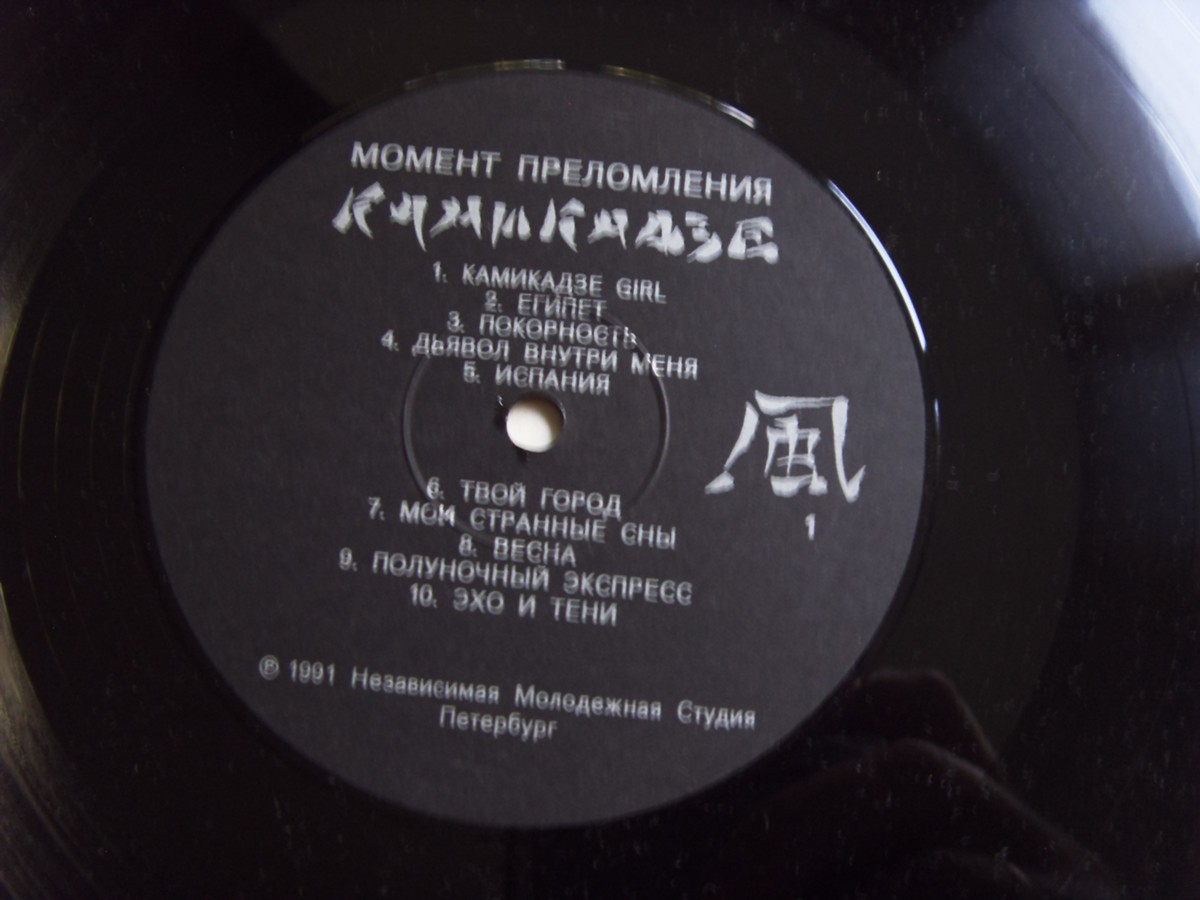 МОМЕНТ ПРЕЛОМЛЕНИЯ
КАМИКАДЗЕ
1. КАМИКАДЗЕ GIRL
2. ЕГИПЕТ
3. ПОКОРНОСТЬ
4. ДЬЯВОЛ ВНУТРИ МЕНЯ
5. ИСПАНИЯ
風
1
6. ТВОЙ ГОРОД
7. МОИ СТРАННЫЕ СНЫ
8. ВЕСНА
9. ПОЛУНОЧНЫЙ ЭКСПРЕСС
10. ЭХО И ТЕНИ
℗ 1991 Независимая Молодежная Студия
Петербург